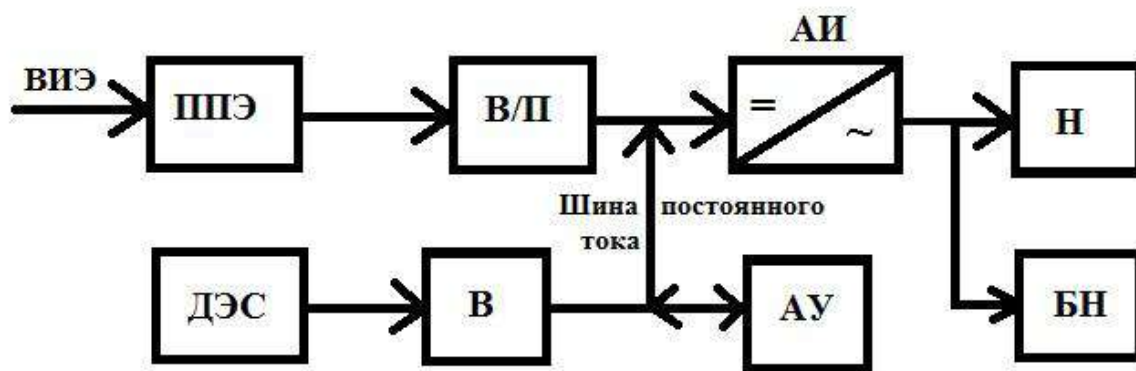 АИ
ВИЭ
ППЭ
В/П
=
~
Н
Шина постоянного
тока
ДЭС
В
АУ
БН